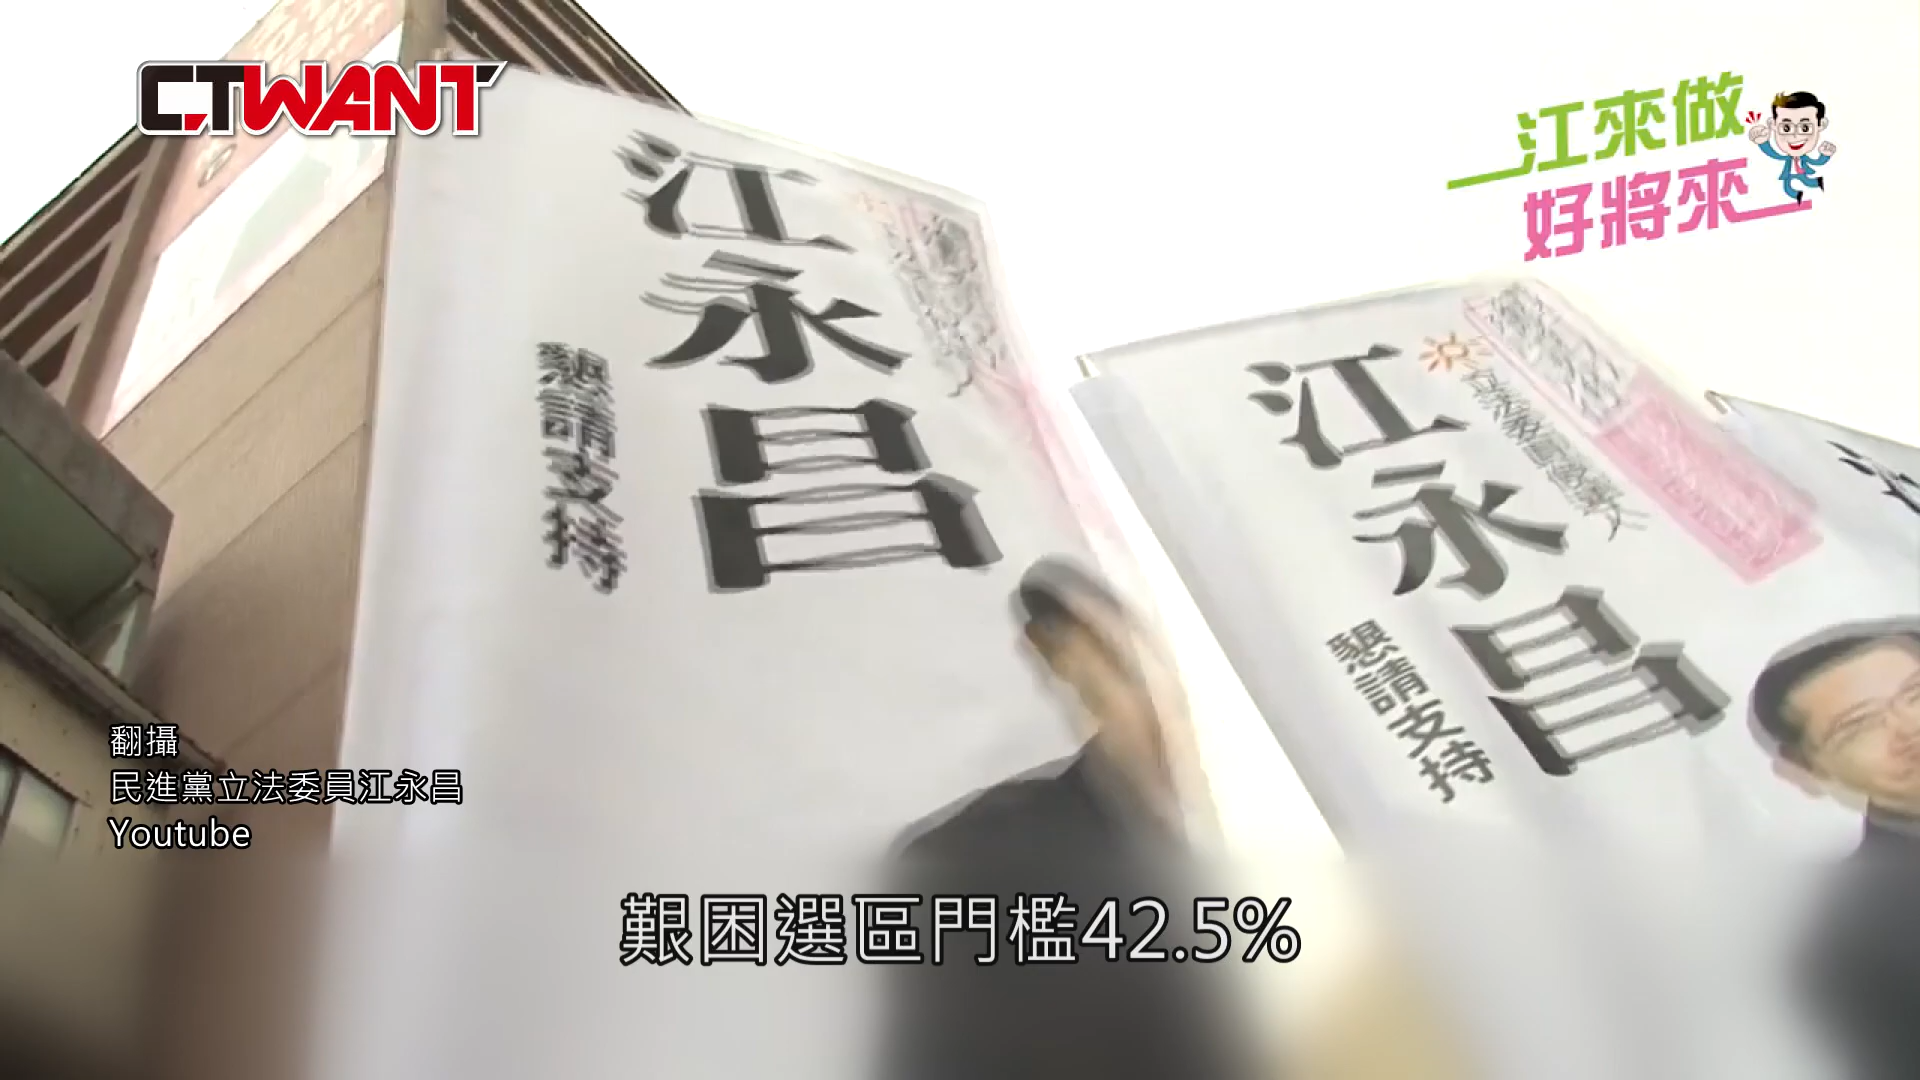 CTWANT
江來做
好將來
江永昌
懇請支持
江永昌
懇請支持
翻攝
民進黨立法委員江永昌
Youtube
艱困選區門檻42.5%